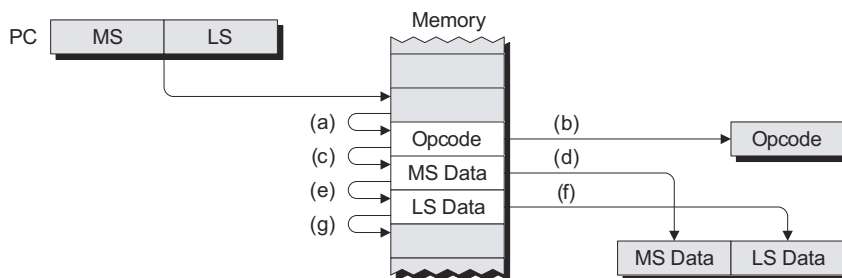 Memory
PC MS LS
(a) Opcode (b) Opcode
(c) MS Data (d)
(e) LS Data (f)
(g)
MS Data LS Data